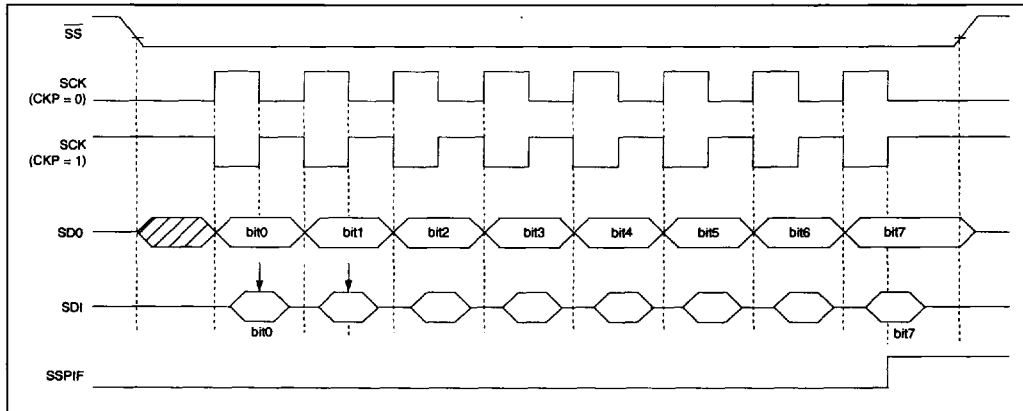 SS
SCK
(CKP = 0)
SCK
(CKP = 1)
SD0
bit0 bit1 bit2 bit3 bit4 bit5 bit6 bit7
SDI
bit0 bit7
SSPIF